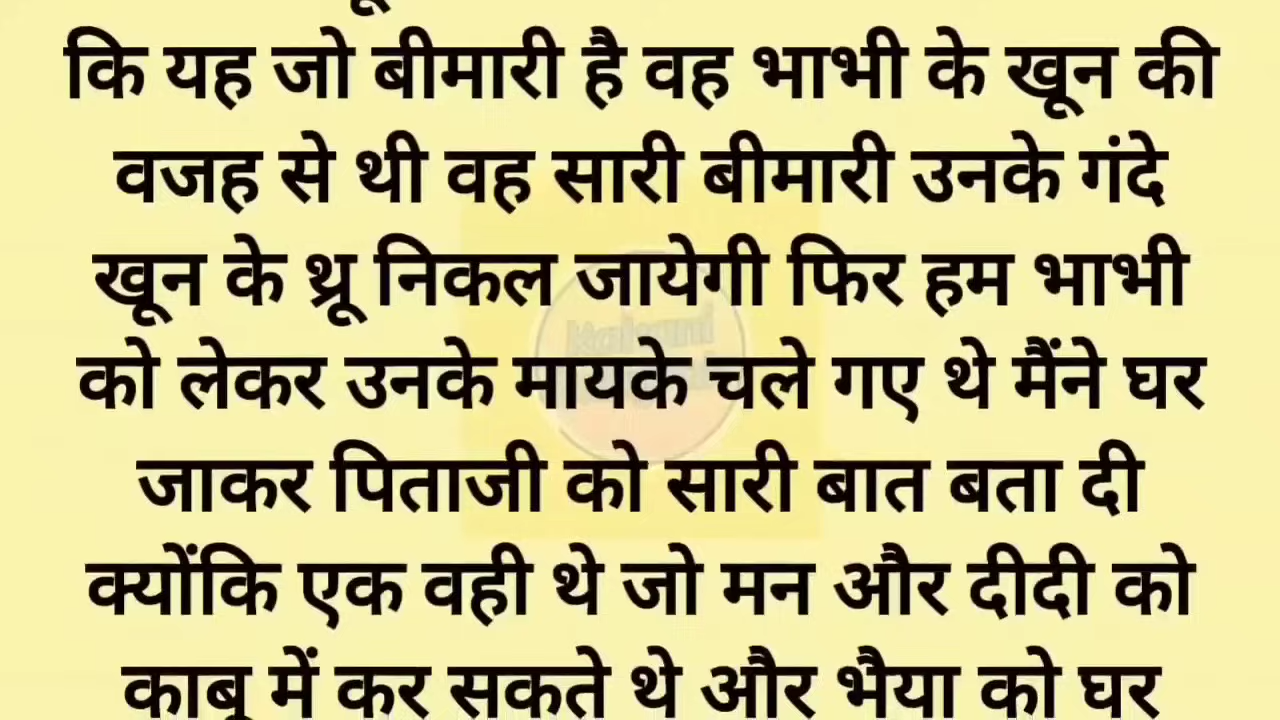 कि यह जो बीमारी है वह भाभी के खून की
वजह से थी वह सारी बीमारी उनके गंदे
खून के थ्रू निकल जायेगी फिर हम भाभी
को लेकर उनके मायके चले गए थे मैंने घर
जाकर पिताजी को सारी बात बता दी
क्योंकि एक वही थे जो मन और दीदी को
काबू में कर सकते थे और भैया को घर